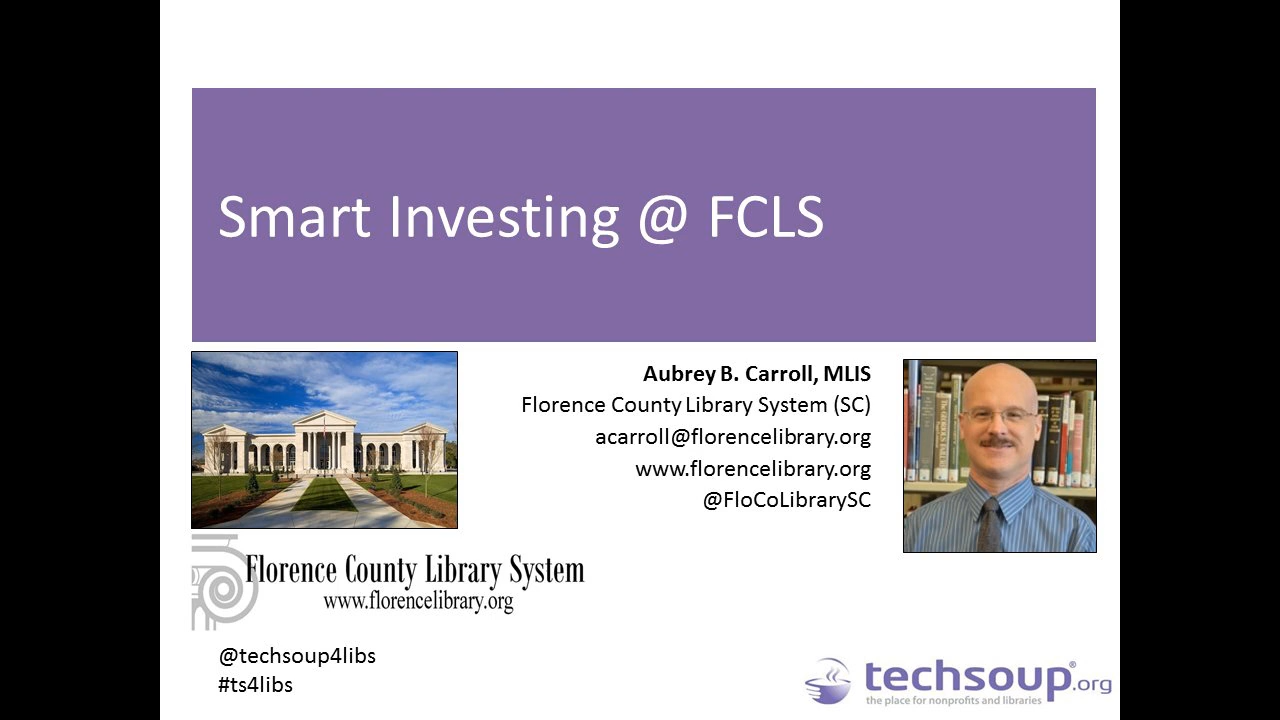 Smart Investing @ FCLS
Aubrey B. Carroll, MLIS
Florence County Library System (SC)
acarroll@florencelibrary.org
www.florencelibrary.org
@FloCoLibrarySC
Florence County Library System
www.florencelibrary.org
@techsoup4libs
#ts4libs
techsoup®.org
the place for nonprofits and libraries